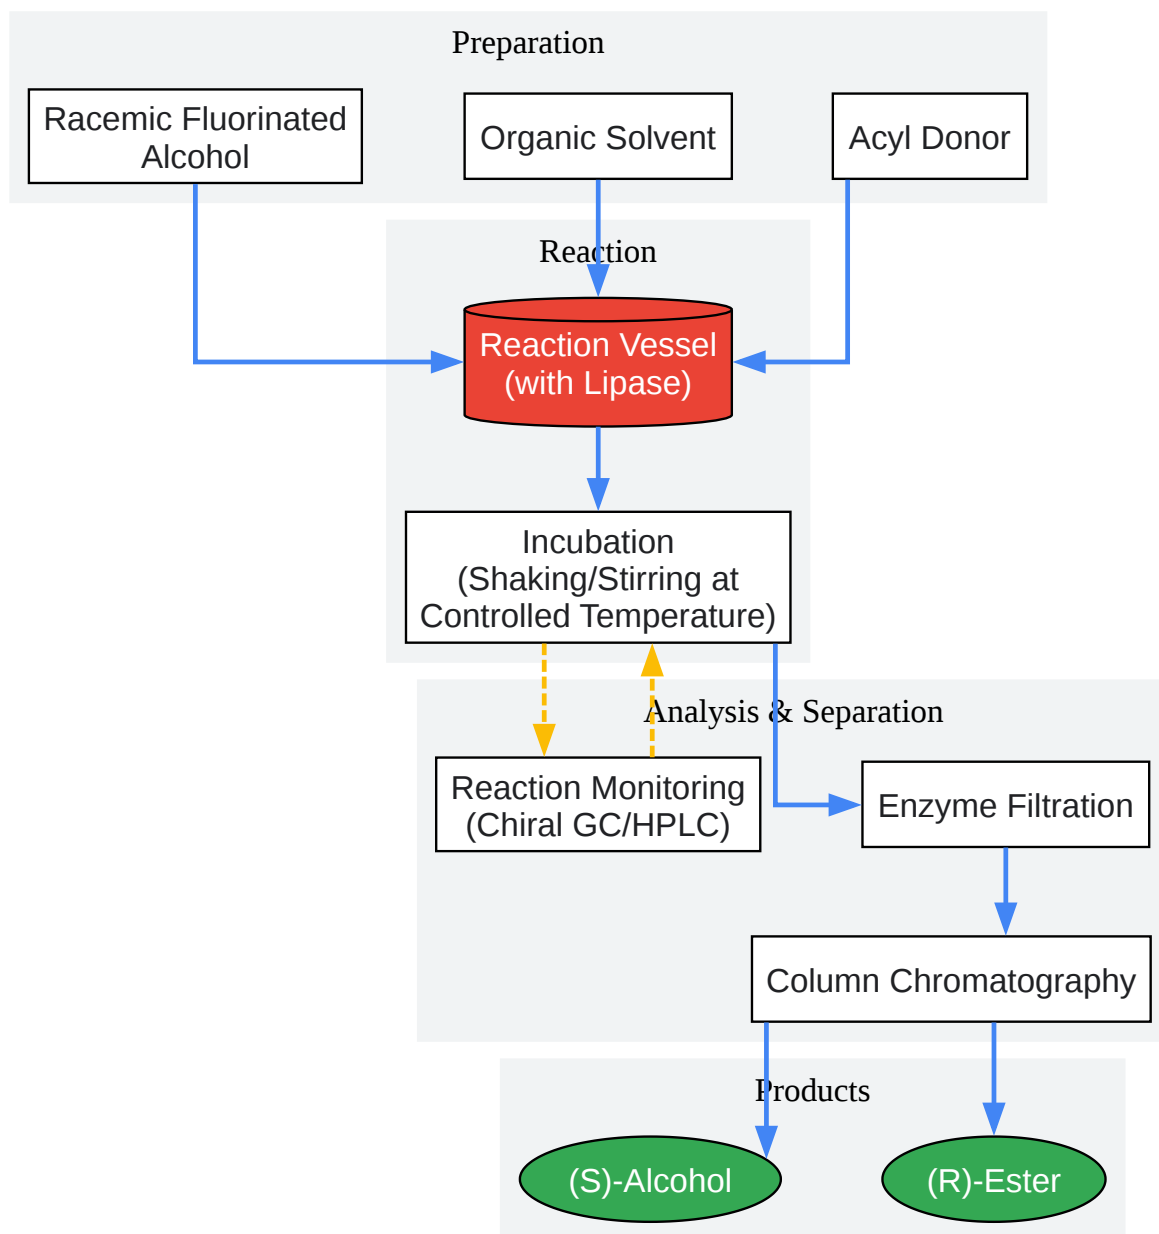 Preparation
Racemic Fluorinated
Alcohol
Organic Solvent
Acyl Donor
Reaction
Reaction Vessel
(with Lipase)
Incubation
(Shaking/Stirring at
Controlled Temperature)
Analysis & Separation
Reaction Monitoring
(Chiral GC/HPLC)
Enzyme Filtration
Column Chromatography
Products
(S)-Alcohol
(R)-Ester